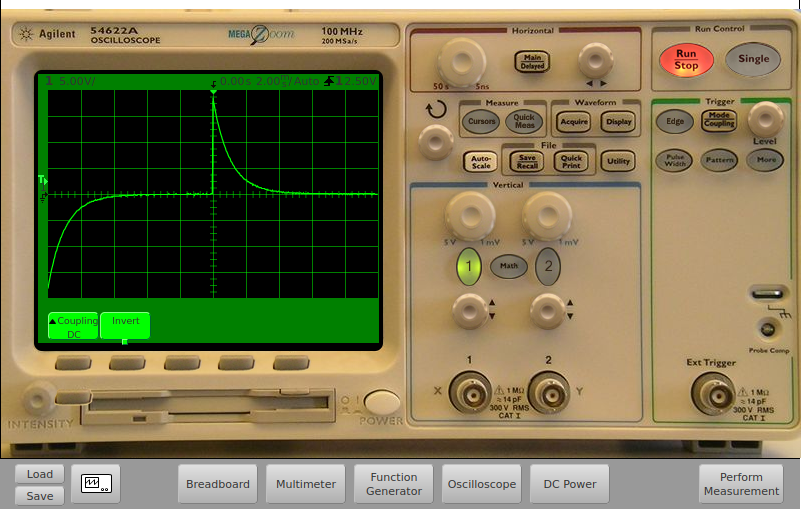 Agilent 54622A OSCILLOSCOPE MEGA Zoom 100 MHz 200 MSa/s
1 5.00V/ 0.00s 2.00 Auto 1 2.50V
Coupling DC
Invert
INTENSITY
POWER
Horizontal
50 s 5ns
Main Delayed
Run Control
Run Stop
Single
Measure
Cursors
Quick Meas
Waveform
Acquire
Display
File
Auto-Scale
Save Recall
Quick Print
Utility
Trigger
Edge
Mode Coupling
Level
Pulse Width
Pattern
More
Vertical
5 V 1 mV
5 V 1 mV
1
Math
2
1
2
X
Y
1 MΩ
≈ 14 pF
300 V RMS
CAT I
1 MΩ
≈ 14 pF
300 V RMS
CAT I
Probe Comp
Ext Trigger
1 MΩ
≈ 14 pF
300 V RMS
CAT I
Load
Save
Breadboard
Multimeter
Function Generator
Oscilloscope
DC Power
Perform Measurement